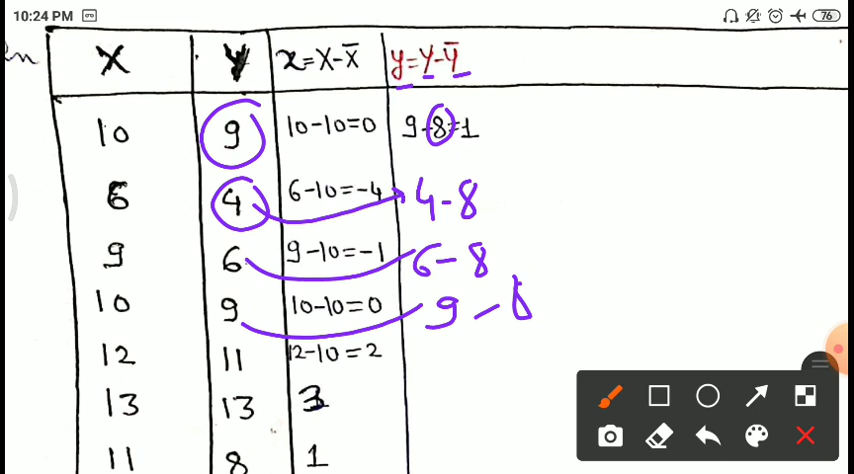 10:24 PM 76
X Y x=X-X̅ y=Y-Y̅
10 9 10-10=0 9-8=1
6 4 6-10=-4 4-8
9 6 9-10=-1 6-8
10 9 10-10=0 9-8
12 11 12-10=2
13 13 3
11 8 1